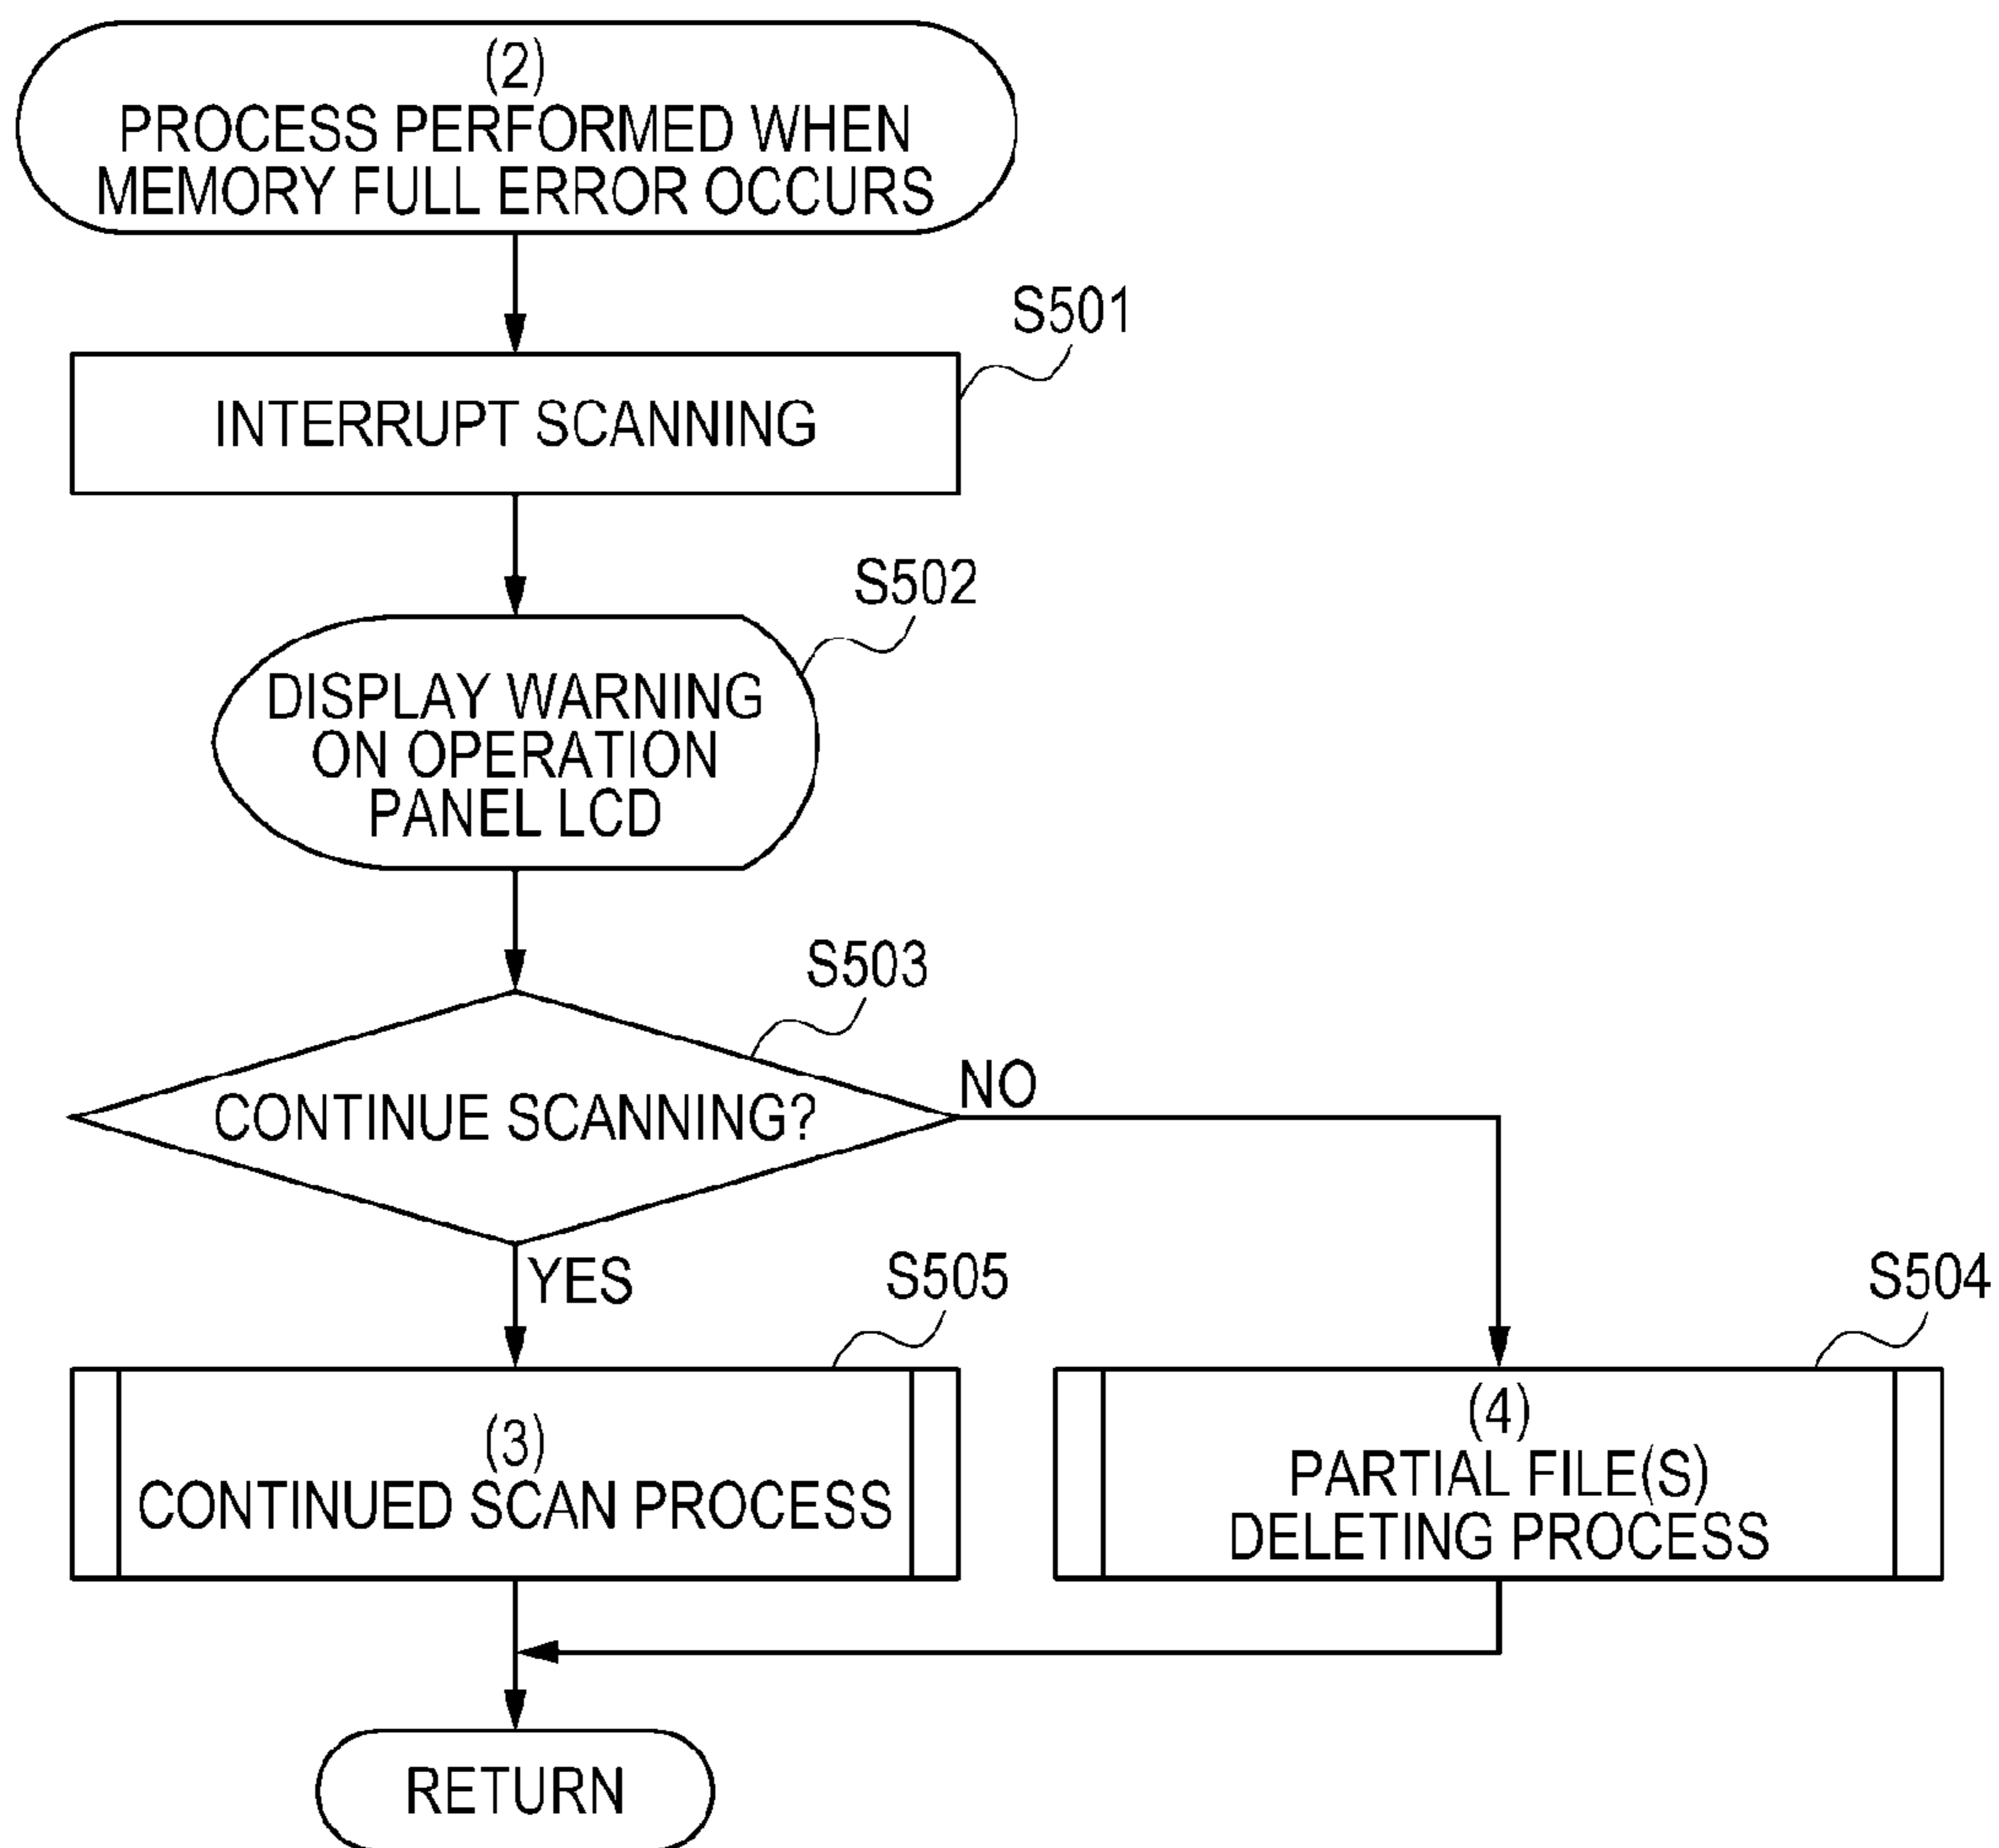 (2)
PROCESS PERFORMED WHEN
MEMORY FULL ERROR OCCURS
S501
INTERRUPT SCANNING
S502
DISPLAY WARNING
ON OPERATION
PANEL LCD
S503
CONTINUE SCANNING?
NO
YES
S505
(3)
CONTINUED SCAN PROCESS
S504
(4)
PARTIAL FILE(S)
DELETING PROCESS
RETURN